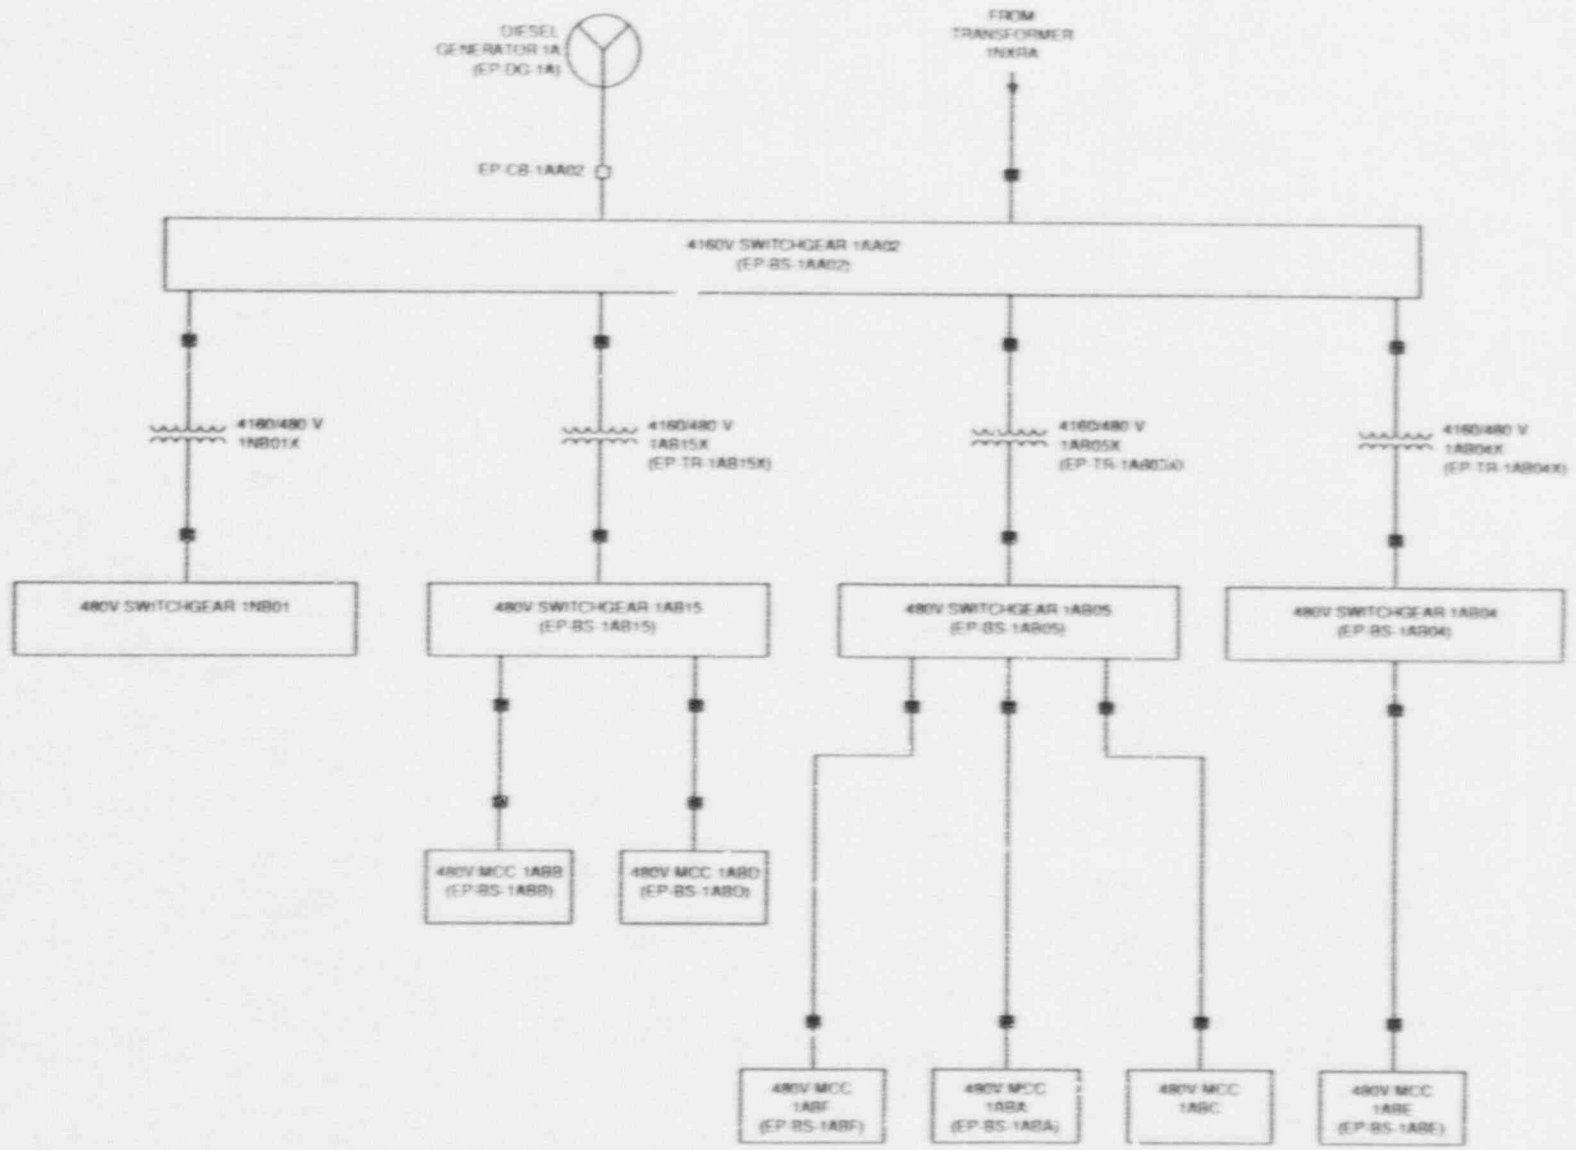 DIESEL
GENERATOR 1A
(EP-DG-1A)
FROM
TRANSFORMER
1NXRA
EP-CB-1AA02
4160V SWITCHGEAR 1AA02
(EP-BS-1AA02)
4160/480 V
1NB01X
4160/480 V
1AB15X
(EP-TR-1AB15X)
4160/480 V
1AB05X
(EP-TR-1AB05X)
4160/480 V
1AB04X
(EP-TR-1AB04X)
480V SWITCHGEAR 1NB01
480V SWITCHGEAR 1AB15
(EP-BS-1AB15)
480V SWITCHGEAR 1AB05
(EP-BS-1AB05)
480V SWITCHGEAR 1AB04
(EP-BS-1AB04)
480V MCC 1ABB
(EP-BS-1ABB)
480V MCC 1ABD
(EP-BS-1ABD)
480V MCC
1ABF
(EP-BS-1ABF)
480V MCC
1ABA
(EP-BS-1ABA)
480V MCC
1ABC
480V MCC
1ABE
(EP-BS-1ABE)